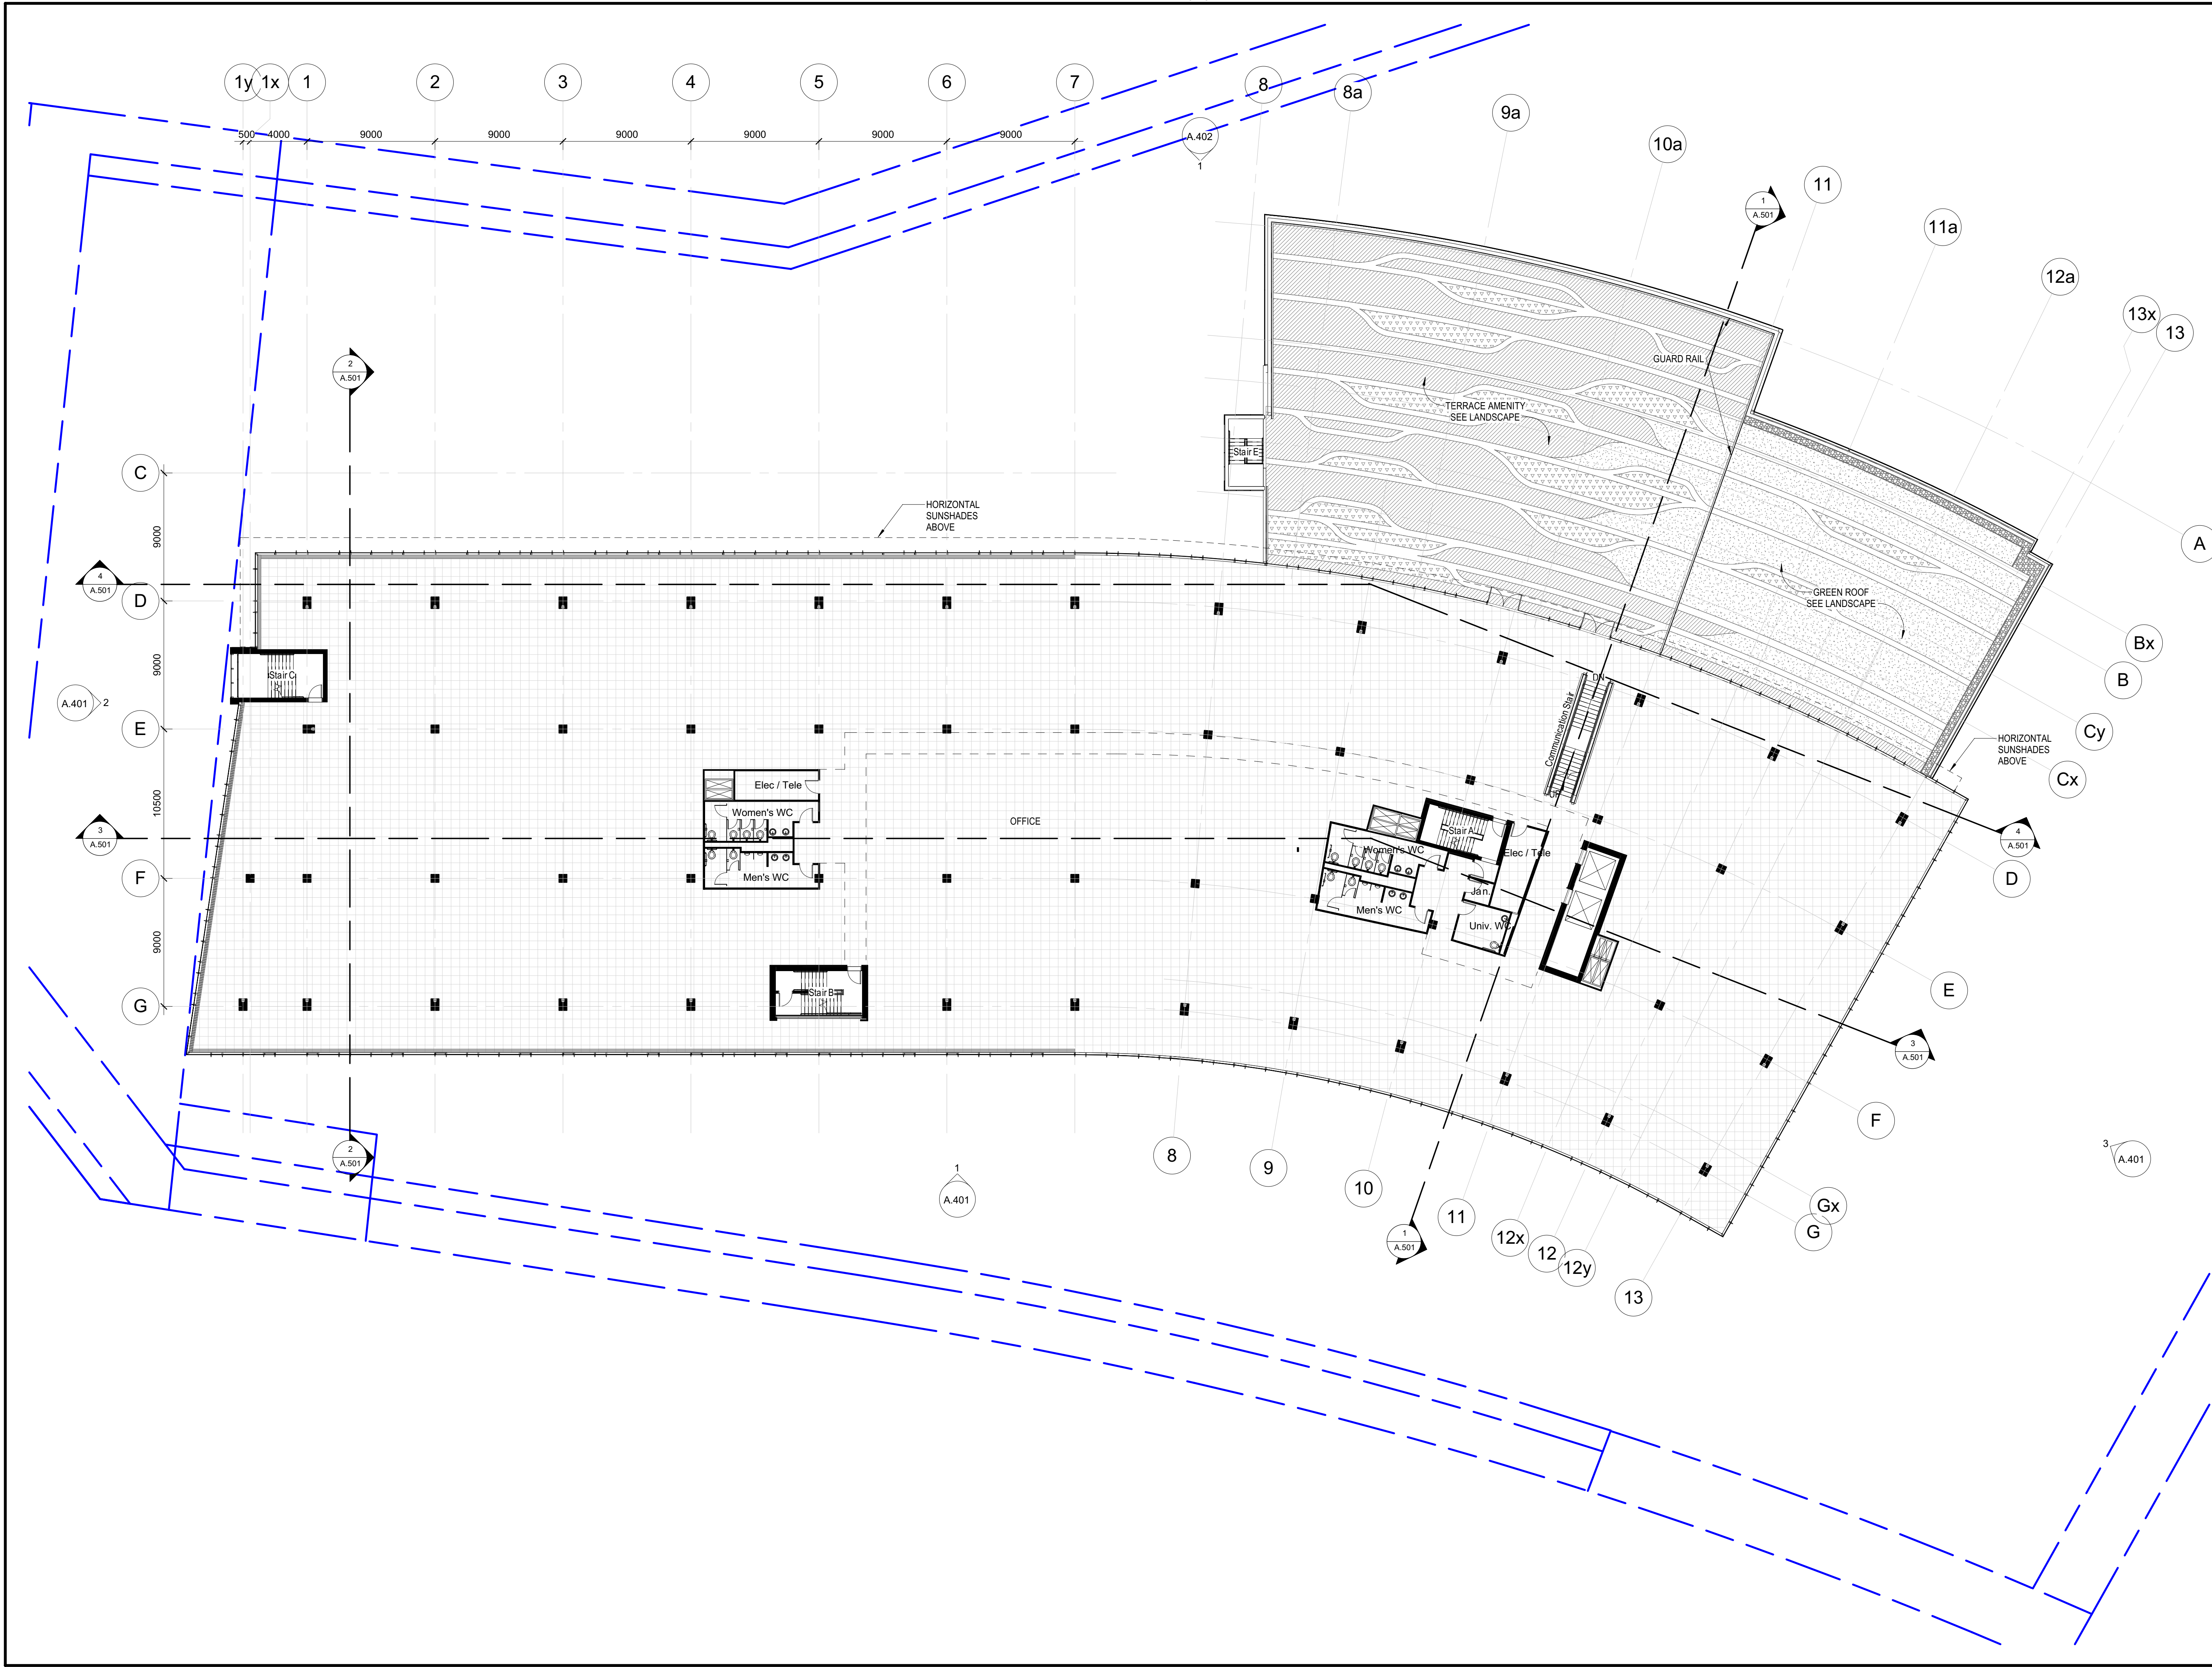 1y 1x 1 2 3 4 5 6 7 8 8a 9a 10a 11 11a 12a 13x 13
500 4000 9000 9000 9000 9000 9000 9000
A.402
1
1
A.501
2
A.501
GUARD RAIL
TERRACE AMENITY
SEE LANDSCAPE
Stair E
C
HORIZONTAL
SUNSHADES
ABOVE
9000
A
4
A.501
D
GREEN ROOF
SEE LANDSCAPE
Bx
B
9000
Stair C
DN
A.401
2
Communication Stair
E
Cy
HORIZONTAL
SUNSHADES
ABOVE
Cx
Elec / Tele
10500
Women's WC
OFFICE
3
A.501
Stair A
4
A.501
Women's WC
Elec / Tele
Men's WC
F
D
Jan.
Men's WC
Univ. WC
9000
Stair B
E
G
3
A.501
F
2
A.501
1
A.401
3
A.401
8 9 10 11 12x 12 12y 13
Gx
G
1
A.501